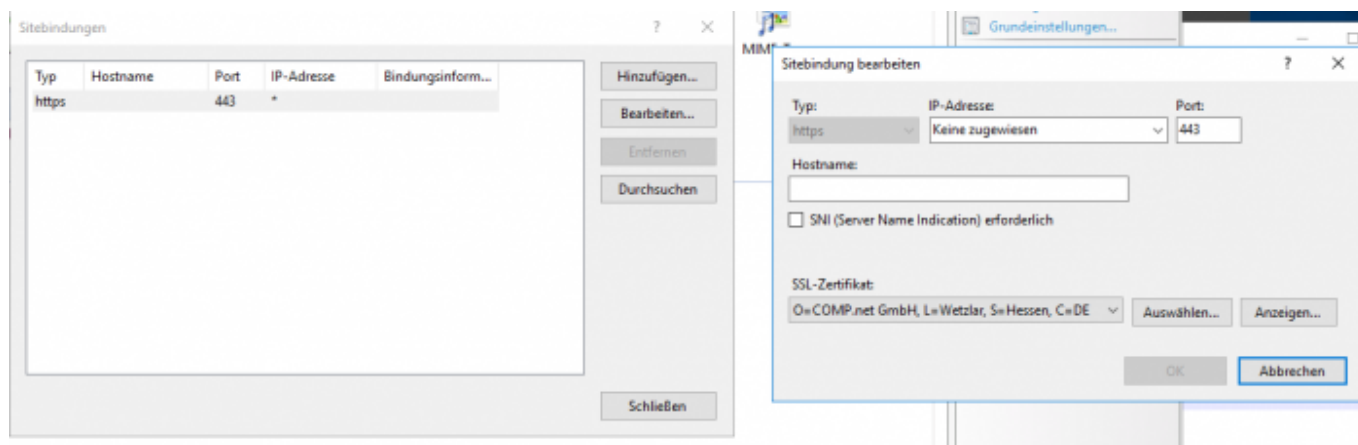 Sitebindungen
Typ Hostname Port IP-Adresse Bindungsinform...
https 443 *
Hinzufügen...
Bearbeiten...
Entfernen
Durchsuchen
Schließen
Grundeinstellungen...
Sitebindung bearbeiten
Typ: IP-Adresse: Port:
https Keine zugewiesen 443
Hostname:
SNI (Server Name Indication) erforderlich
SSL-Zertifikat:
O=COMP.net GmbH, L=Wetzlar, S=Hessen, C=DE Auswählen... Anzeigen...
OK Abbrechen